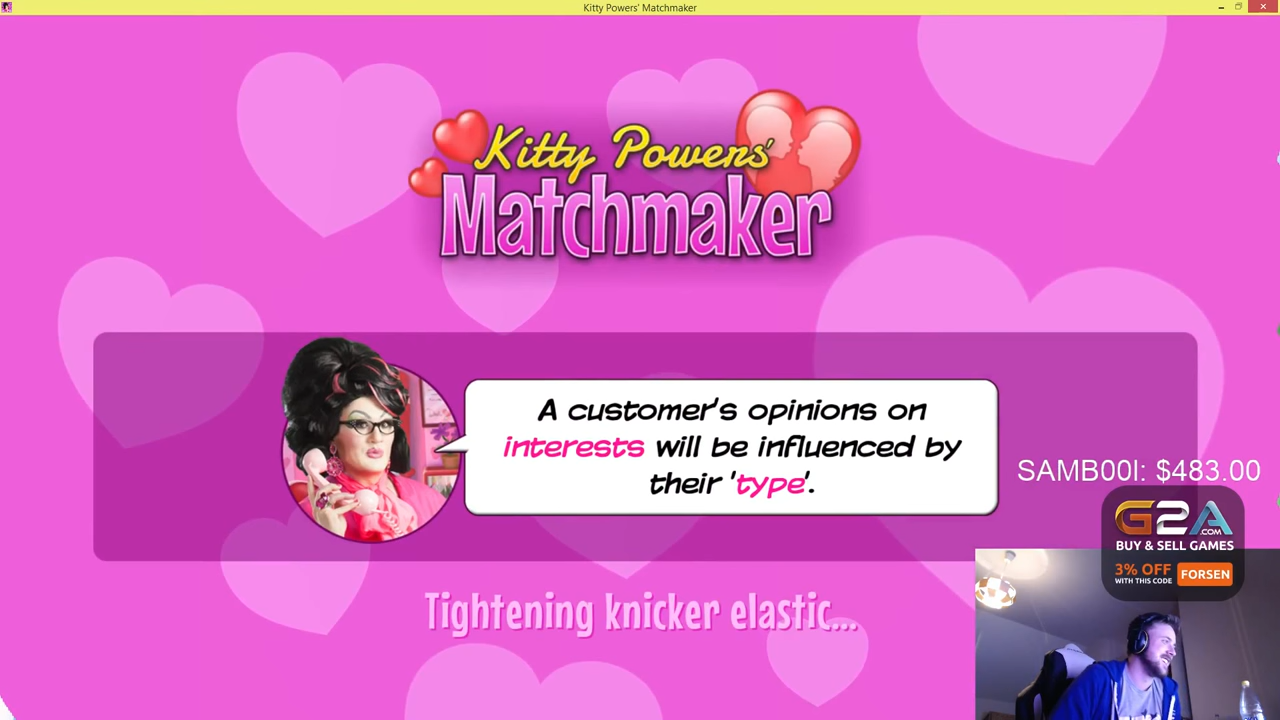 Kitty Powers' Matchmaker
Kitty Powers'
Matchmaker
A customer's opinions on
interests will be influenced by
their 'type'.
SAMB00I: $483.00
G2A
.COM
BUY & SELL GAMES
3% OFF
WITH THIS CODE
FORSEN
Tightening knicker elastic...